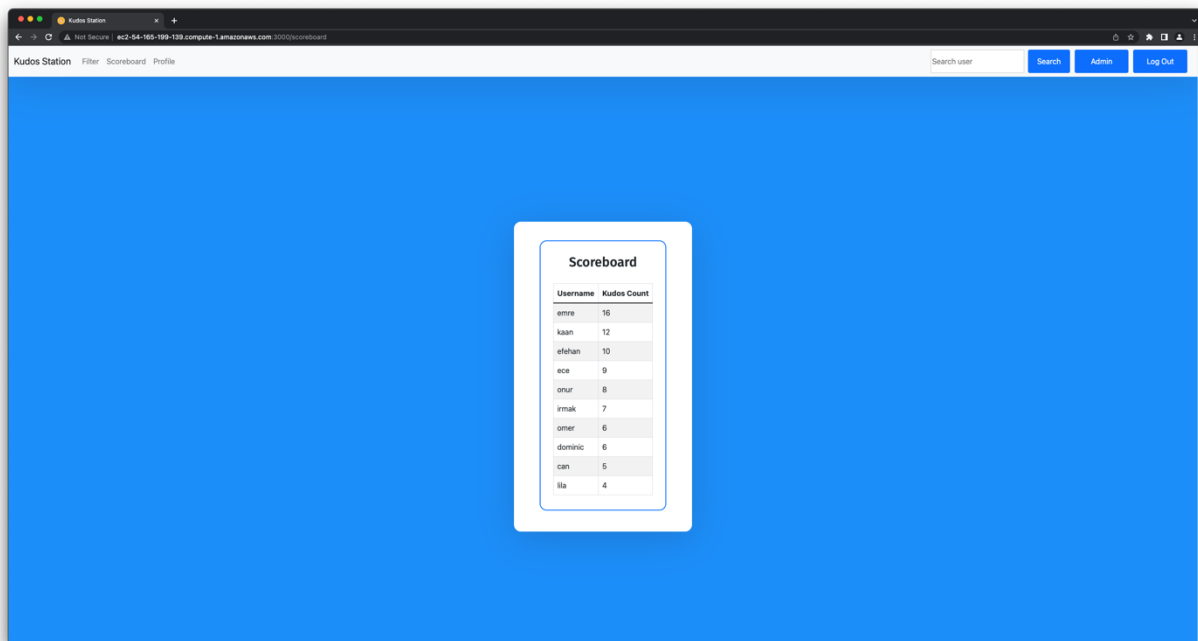 Kudos Station
Not Secure ec2-54-165-199-139.compute-1.amazonaws.com:3000/scoreboard
Kudos Station Filter Scoreboard Profile Search user Search Admin Log Out
Scoreboard
Username Kudos Count
emre 16
kaan 12
efehan 10
ece 9
onur 8
irmak 7
omer 6
dominic 6
can 5
lila 4